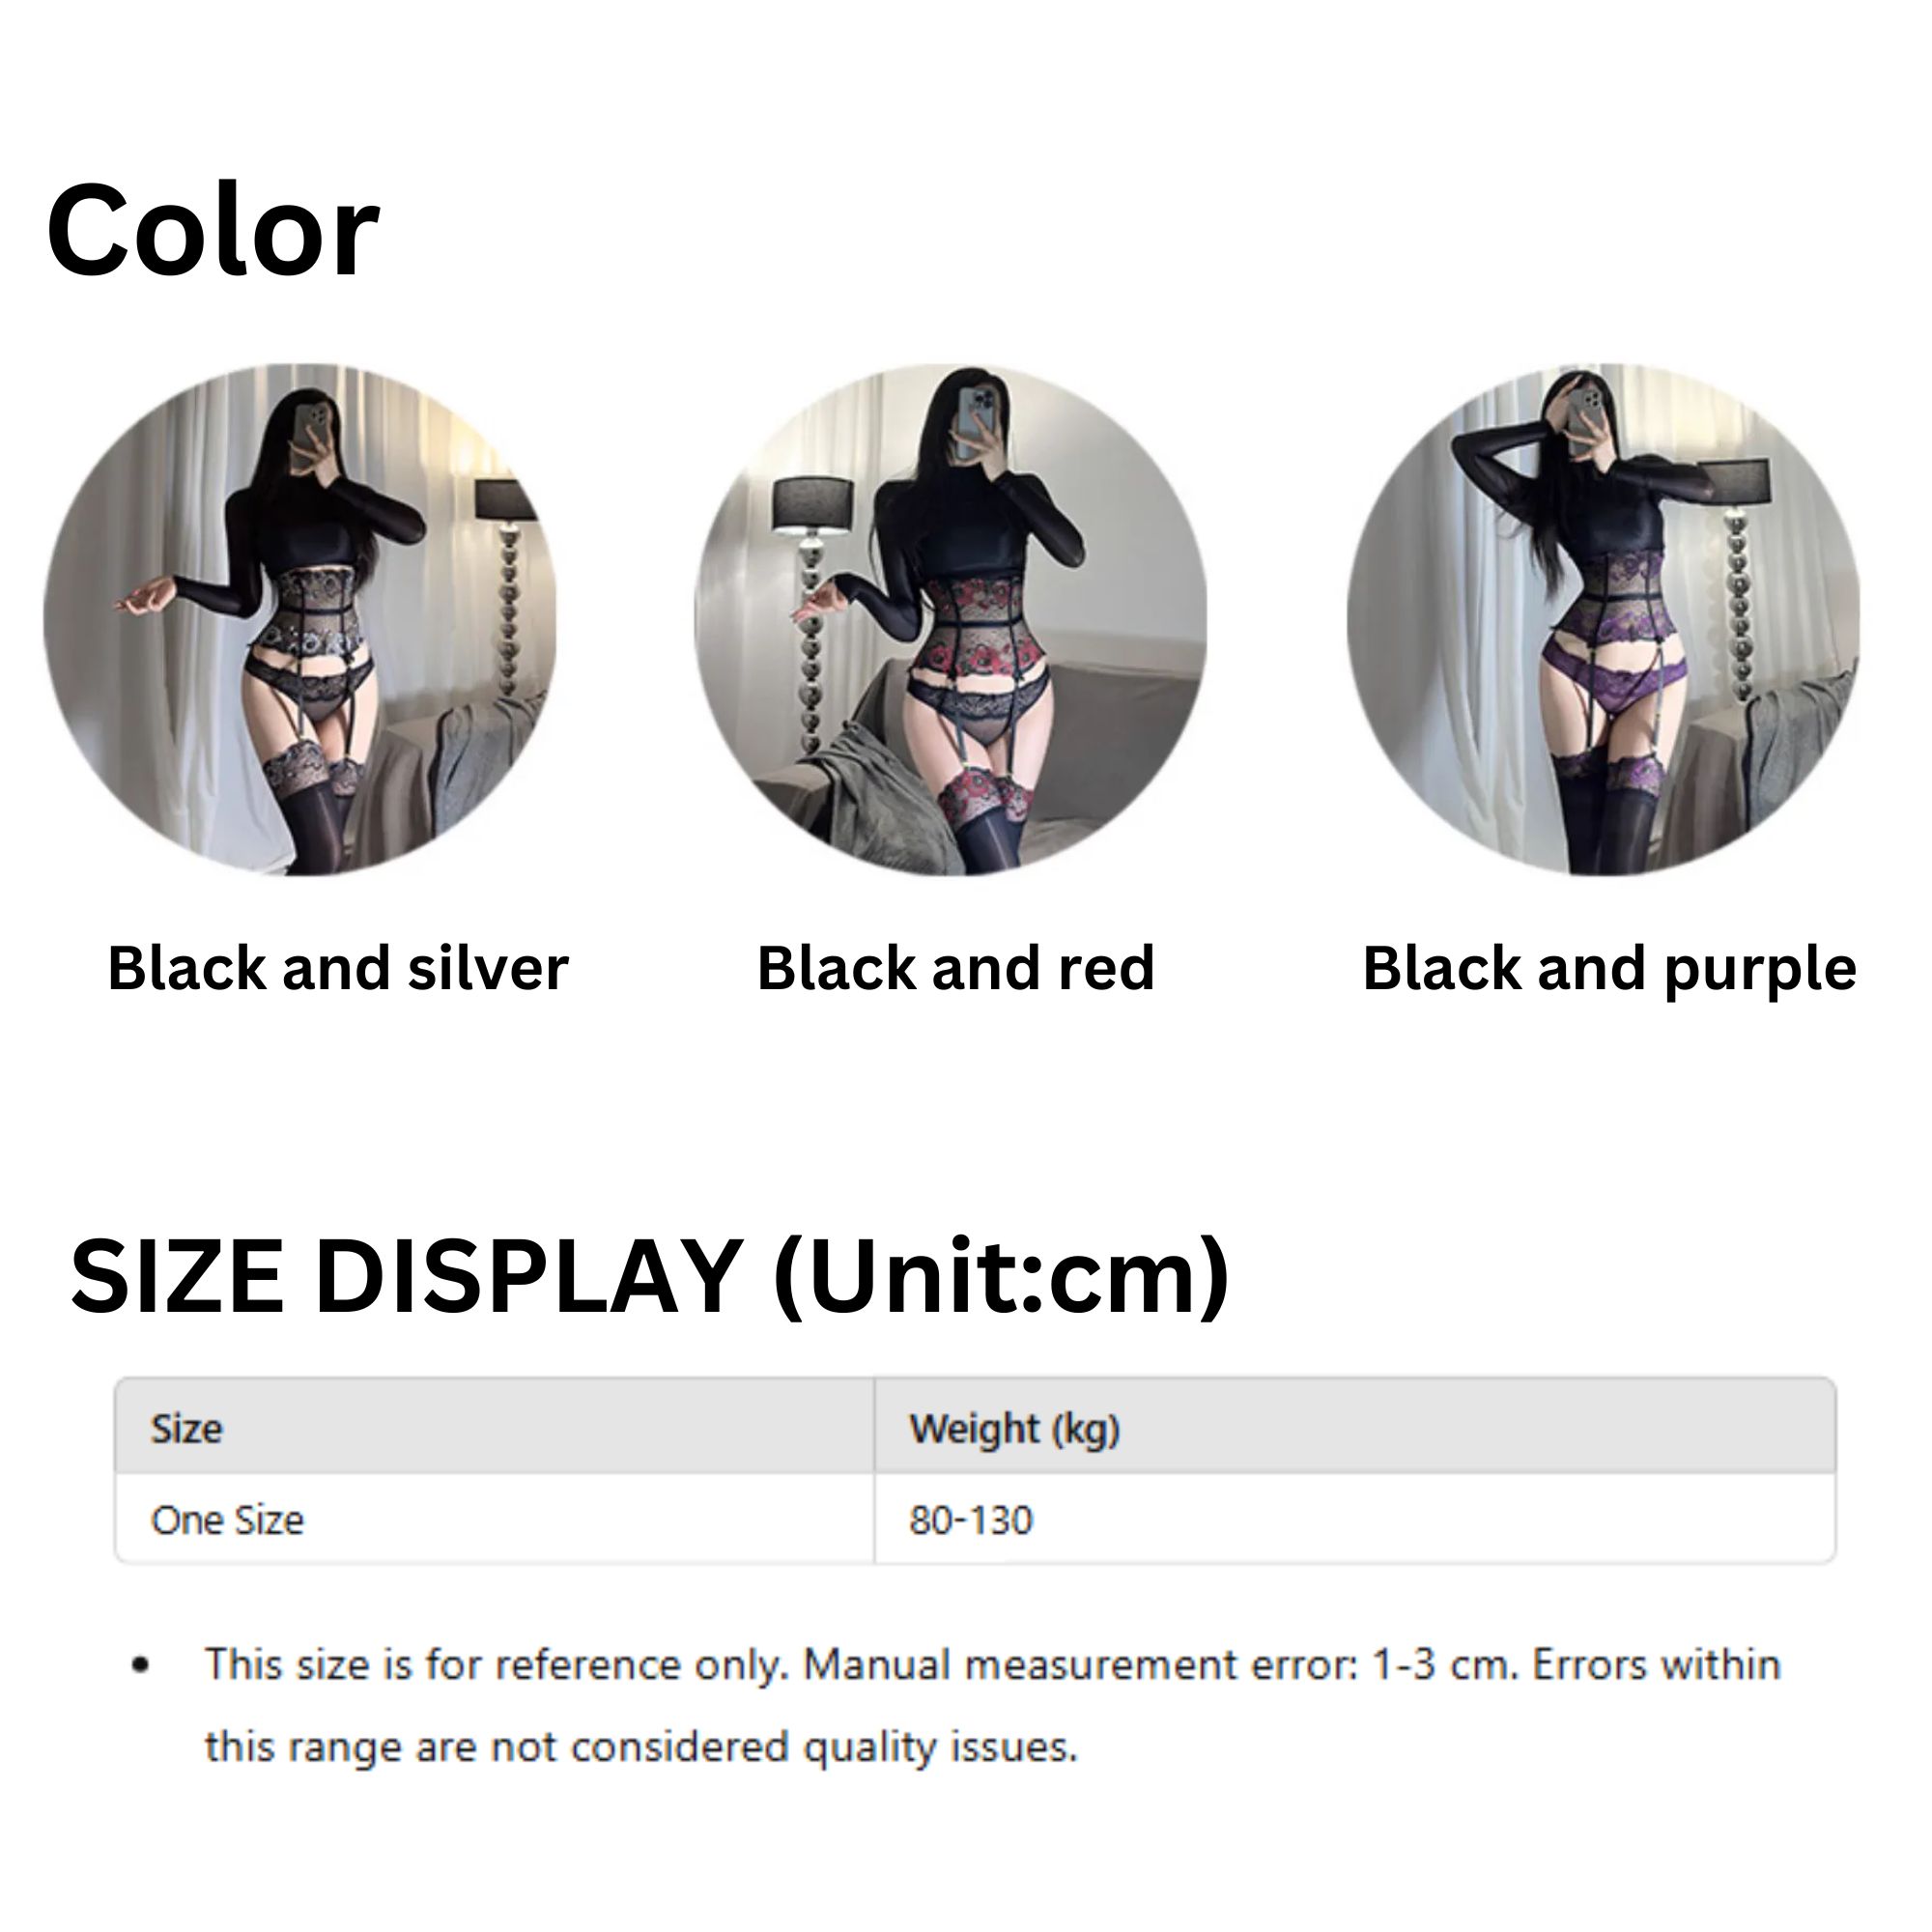 Color
Black and silver
Black and red
Black and purple
SIZE DISPLAY (Unit:cm)
Size
Weight (kg)
One Size
80-130
• This size is for reference only. Manual measurement error: 1-3 cm. Errors within
this range are not considered quality issues.